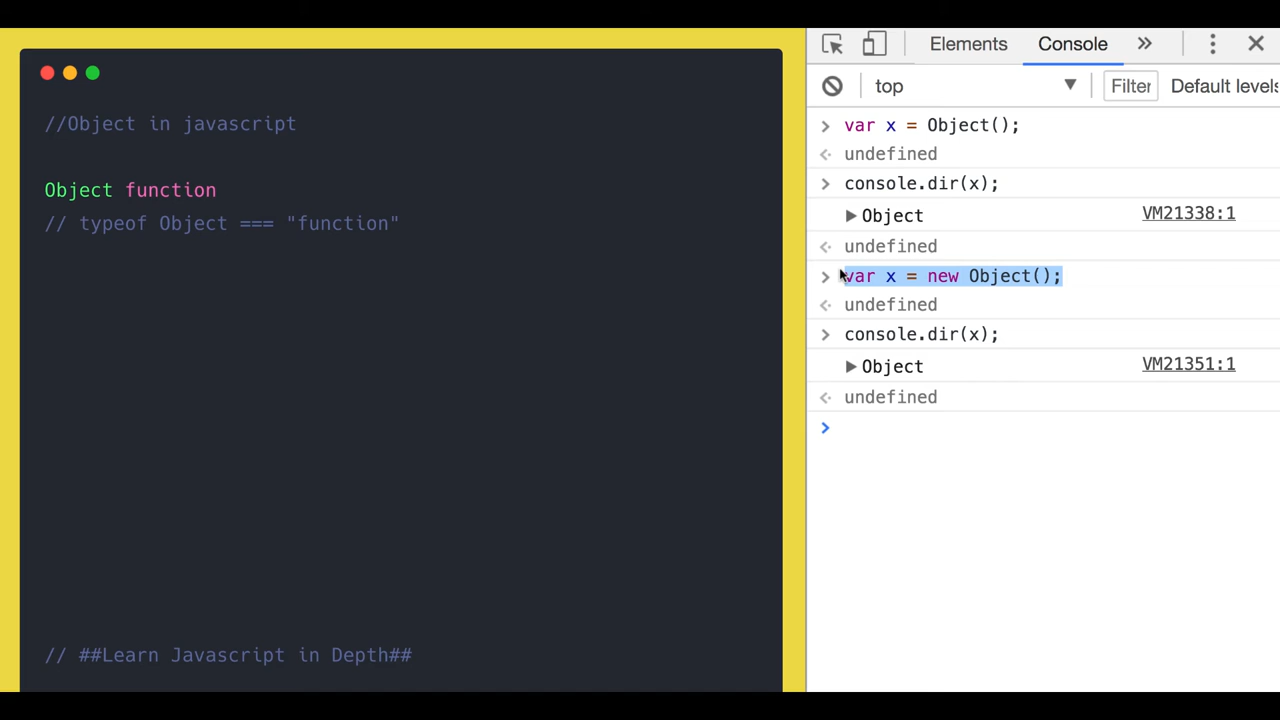 //Object in javascript
Object function
// typeof Object === "function"
// ##Learn Javascript in Depth##
Elements Console
top Filter Default levels
var x = Object();
undefined
console.dir(x);
Object VM21338:1
undefined
var x = new Object();
undefined
console.dir(x);
Object VM21351:1
undefined